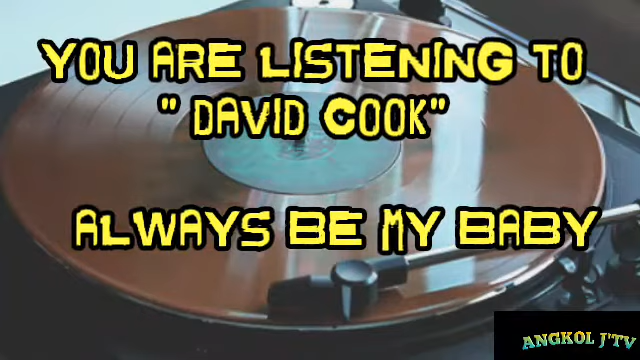 YOU ARE LISTENING TO
" DAVID COOK"
ALWAYS BE MY BABY
ANGKOL J'TV